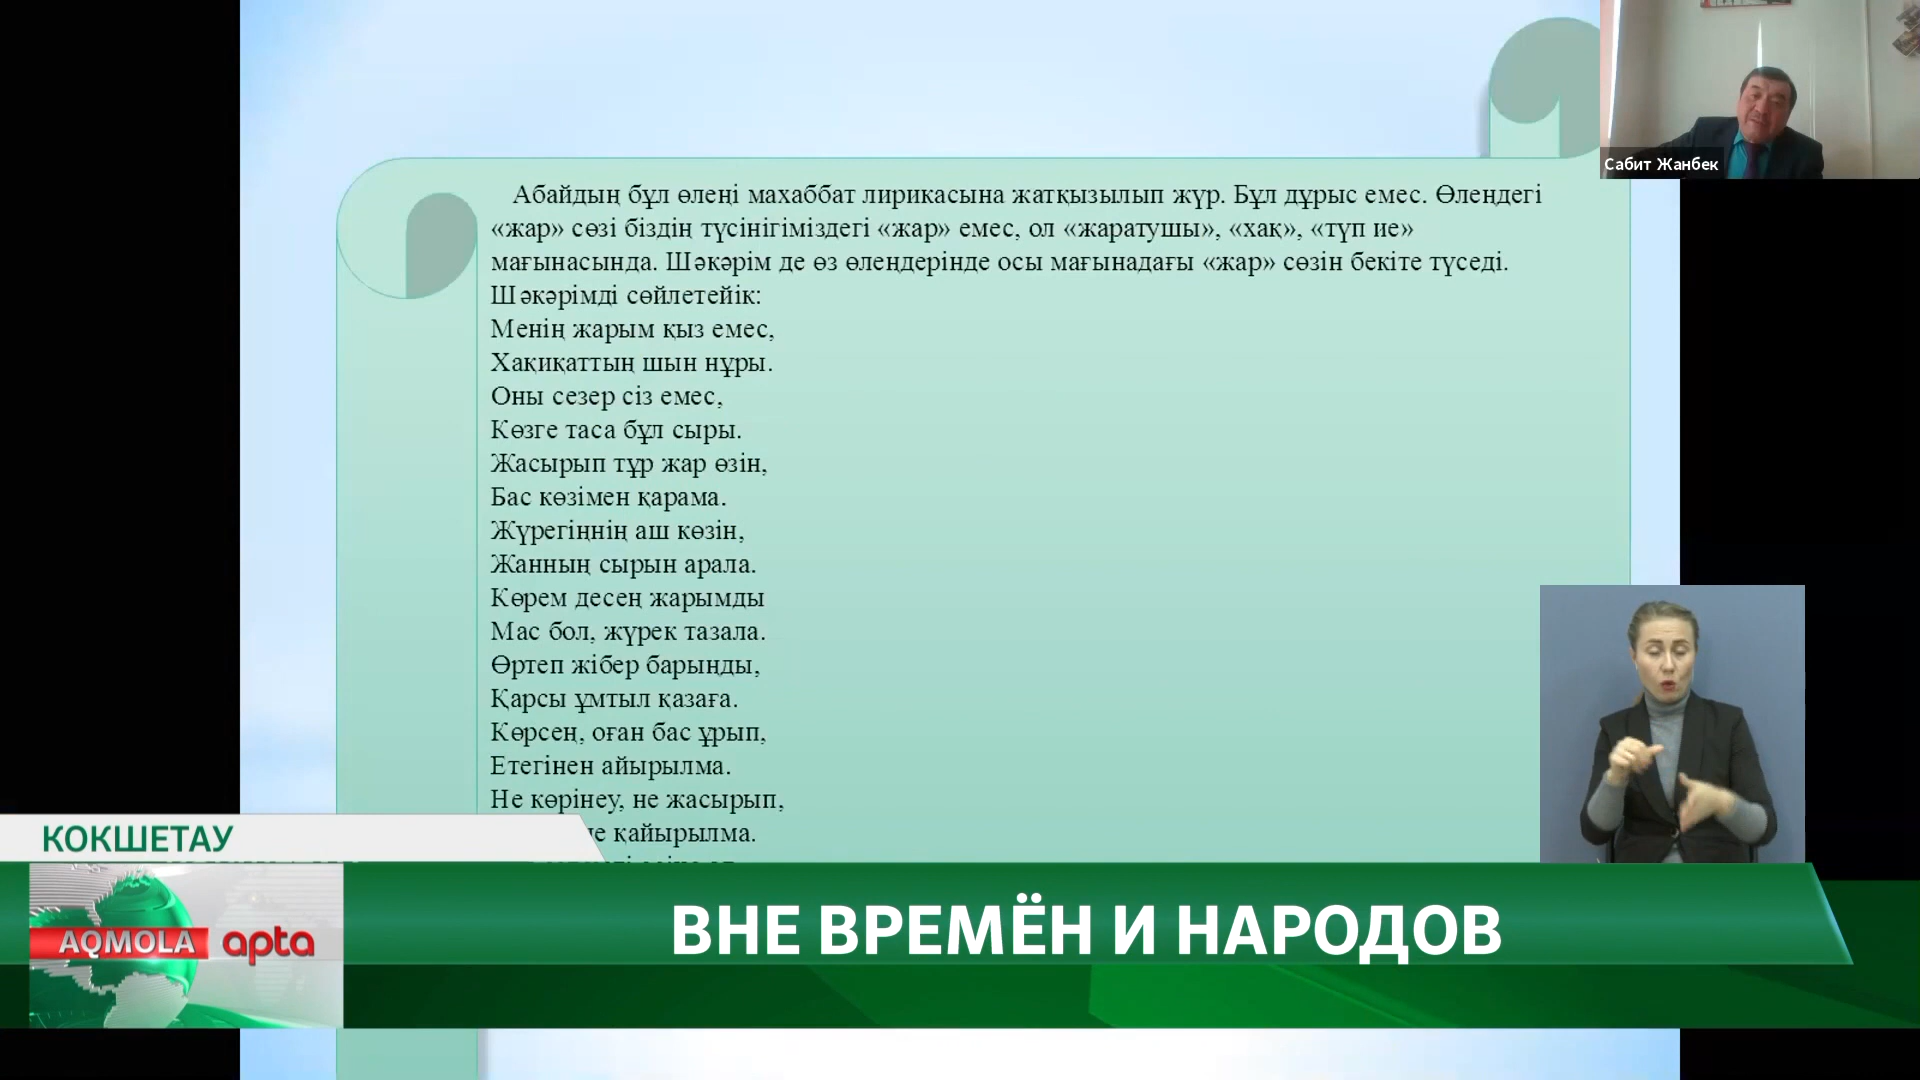 Сабит Жанбек
Абайдың бұл өлеңі махаббат лирикасына жатқызылып жүр. Бұл дұрыс емес. Өлеңдегі
«жар» сөзі біздің түсінігіміздегі «жар» емес, ол «жаратушы», «хақ», «түп ие»
мағынасында. Шәкәрім де өз өлеңдерінде осы мағынадағы «жар» сөзін бекіте түседі.
Шәкәрімді сөйлетейік:
Менің жарым қыз емес,
Хақиқаттың шын нұры.
Оны сезер сіз емес,
Көзге таса бұл сыры.
Жасырып тұр жар өзін,
Бас көзімен қарама.
Жүрегіңнің аш көзін,
Жанның сырын арала.
Көрем десең жарымды
Мас бол, жүрек тазала.
Өртеп жібер барыңды,
Қарсы ұмтыл қазаға.
Көрсең, оған бас ұрып,
Етегінен айырылма.
Не көрінеу, не жасырып,
қайырылма.
КОКШЕТАУ
AQMOLA apta
ВНЕ ВРЕМЁН И НАРОДОВ